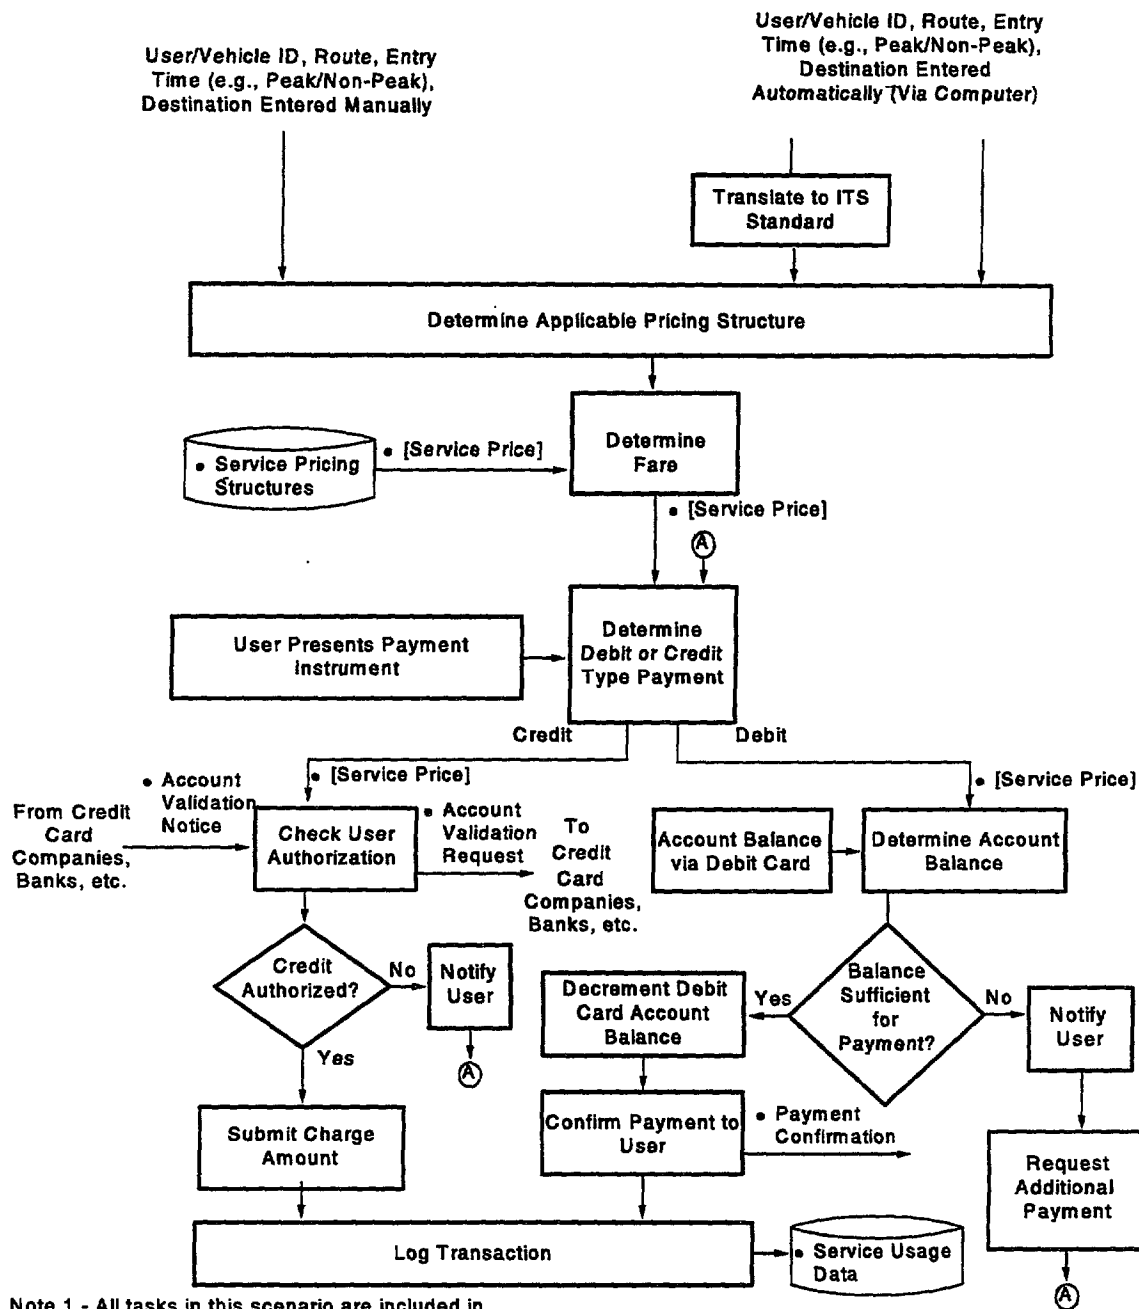 User/Vehicle ID, Route, Entry
Time (e.g., Peak/Non-Peak),
Destination Entered Manually
User/Vehicle ID, Route, Entry
Time (e.g., Peak/Non-Peak),
Destination Entered
Automatically (Via Computer)
Translate to ITS
Standard
Determine Applicable Pricing Structure
• Service Pricing
Structures
• [Service Price]
Determine
Fare
• [Service Price]
A
User Presents Payment
Instrument
Determine
Debit or Credit
Type Payment
Credit
Debit
• [Service Price]
• [Service Price]
From Credit
Card
Companies,
Banks, etc.
• Account
Validation
Notice
Check User
Authorization
• Account
Validation
Request
To
Credit
Card
Companies,
Banks, etc.
Account Balance
via Debit Card
Determine Account
Balance
Credit
Authorized?
No
Notify
User
A
Yes
Decrement Debit
Card Account
Balance
Yes
Balance
Sufficient
for
Payment?
No
Notify
User
Submit Charge
Amount
Confirm Payment to
User
• Payment
Confirmation
Request
Additional
Payment
A
Log Transaction
• Service Usage
Data
Note 1 - All tasks in this scenario are included in